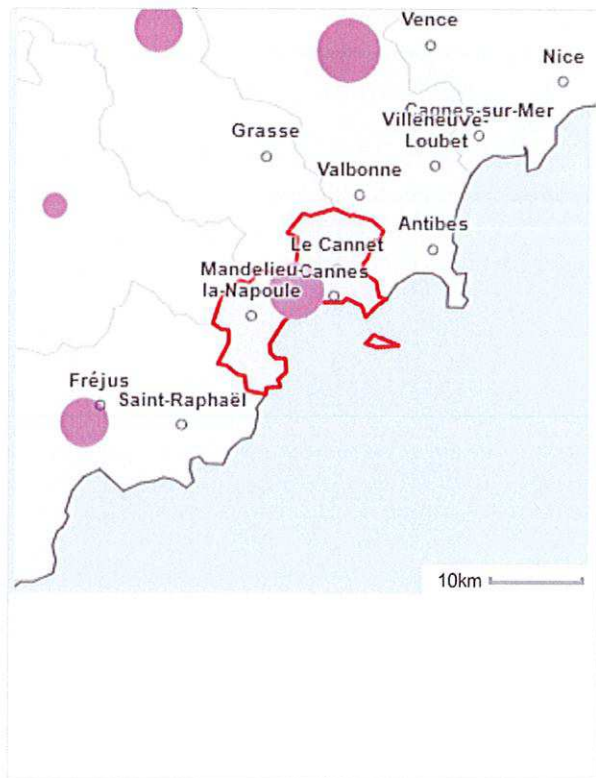 Vence
Nice
Cagnes-sur-Mer
Villeneuve-
Loubet
Grasse
Valbonne
Antibes
Le Cannet
Mandelieu-
la-Napoule
Cannes
Fréjus
Saint-Raphaël
10km